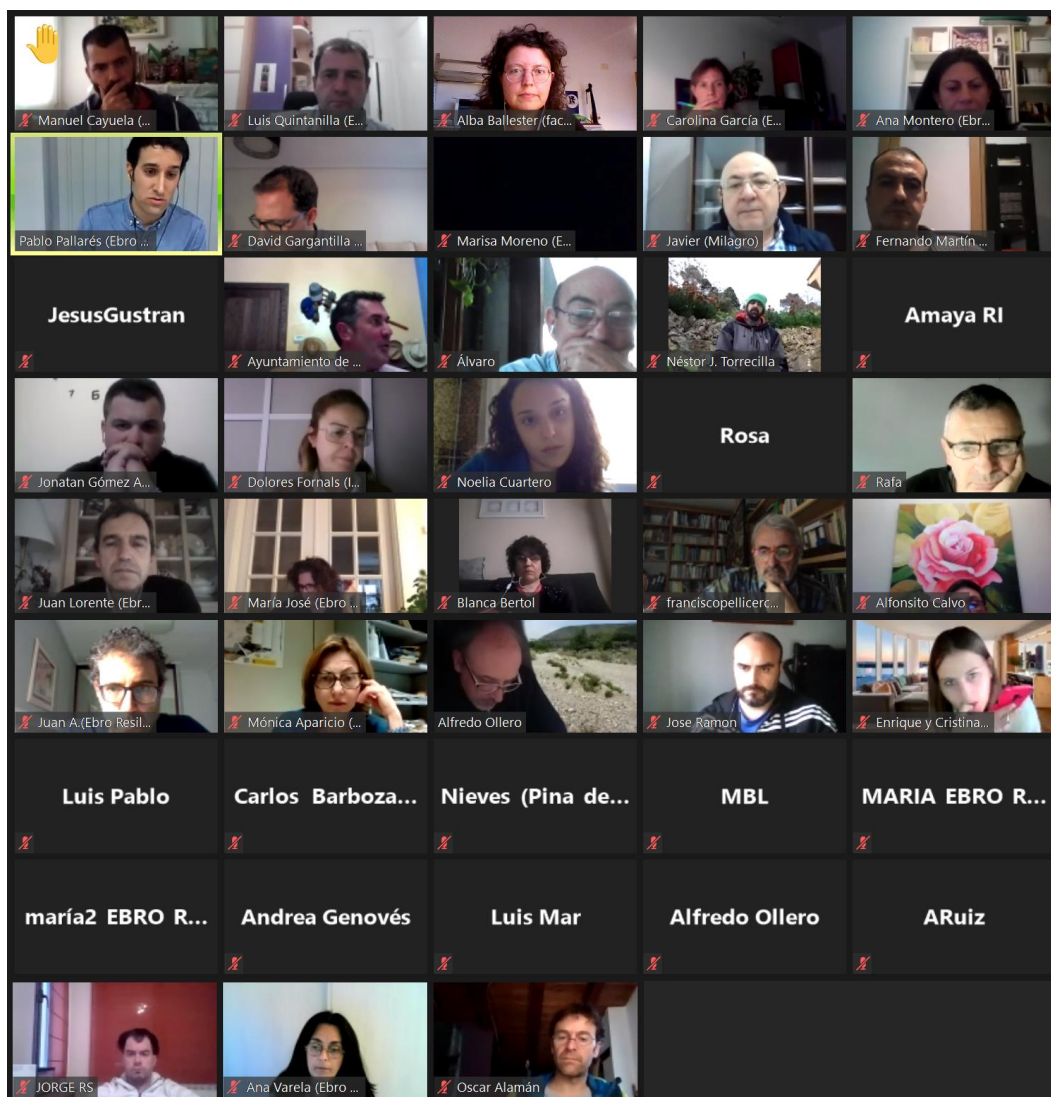 Manuel Cayuela (...
Luis Quintanilla (E...
Alba Ballester (fac...
Carolina García (E...
Ana Montero (Ebr...
Pablo Pallarés (Ebro ...
David Gargantilla ...
Marisa Moreno (E...
Javier (Milagro)
Fernando Martín ...
JesusGustran
Ayuntamiento de ...
Álvaro
Néstor J. Torrecilla
Amaya RI
Jonatan Gómez A...
Dolores Fornals (I...
Noelia Cuartero
Rosa
Rafa
Juan Lorente (Ebr...
María José (Ebro ...
Blanca Bertol
franciscopellicerc...
Alfonsito Calvo
Juan A.(Ebro Resil...
Mónica Aparicio (...
Alfredo Ollero
Jose Ramon
Enrique y Cristina...
Luis Pablo
Carlos Barboza...
Nieves (Pina de...
MBL
MARIA EBRO R...
maría2 EBRO R...
Andrea Genovés
Luis Mar
Alfredo Ollero
ARuiz
JORGE RS
Ana Varela (Ebro ...
Oscar Alamán